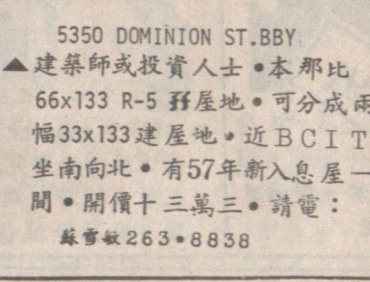 5350 DOMINION ST.BBY
▲建築師或投資人士•本那比
66x133 R-5 孖屋地•可分成兩
幅33x133建屋地•近BCIT
坐南向北•有57年新入息屋一
間•開價十三萬三•請電：
蘇雪敏263•8838